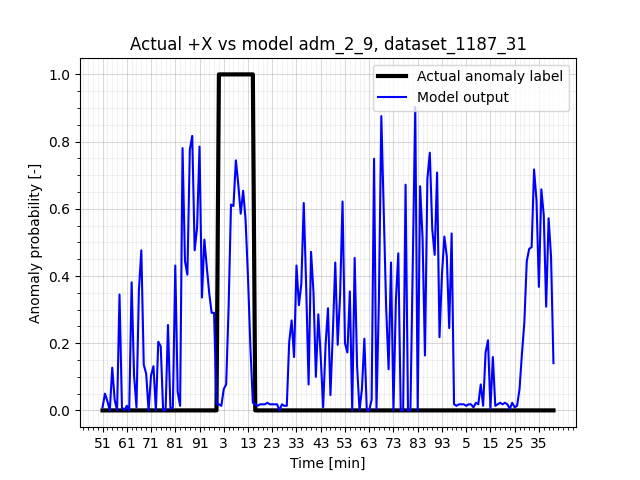 Actual +X vs model adm_2_9, dataset_1187_31
Actual anomaly label
Model output
Anomaly probability [-]
1.0
0.8
0.6
0.4
0.2
0.0
51 61 71 81 91 3 13 23 33 43 53 63 73 83 93 5 15 25 35
Time [min]